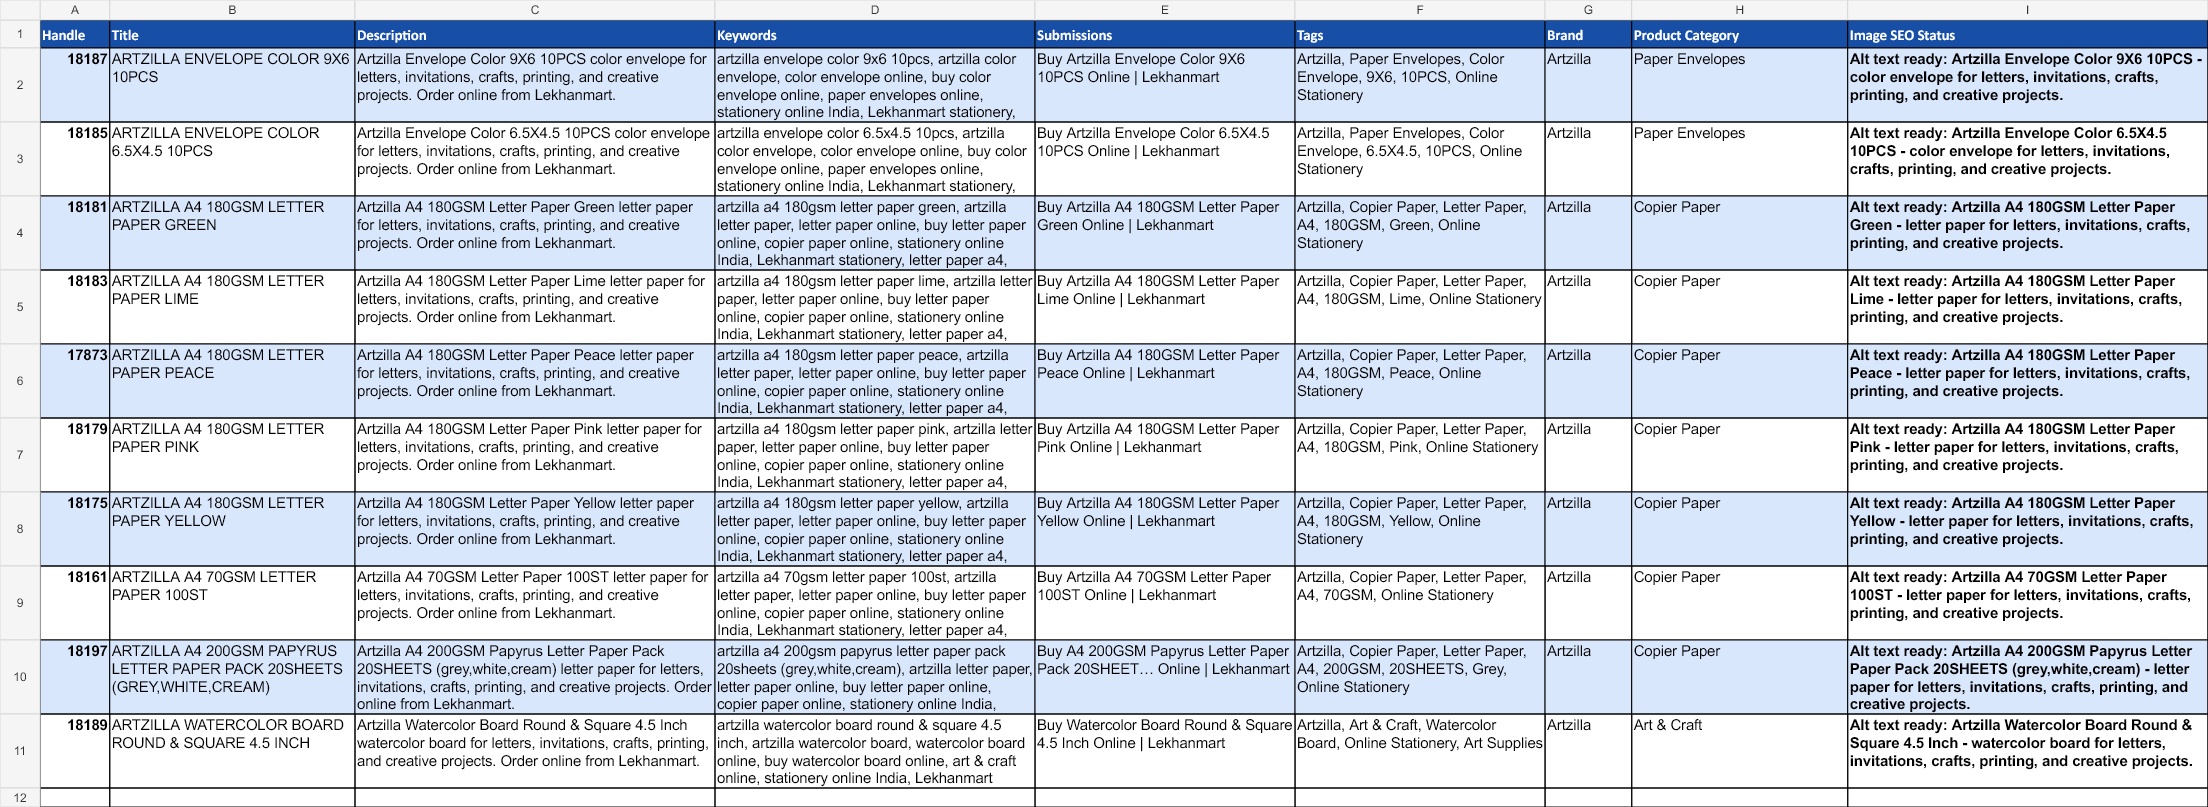 A B C D E F G H I
1 Handle Title Description Keywords Submissions Tags Brand Product Category Image SEO Status
2
18187
ARTZILLA ENVELOPE COLOR 9X6
10PCS
Artzilla Envelope Color 9X6 10PCS color envelope for
letters, invitations, crafts, printing, and creative
projects. Order online from Lekhanmart.
artzilla envelope color 9x6 10pcs, artzilla color
envelope, color envelope online, buy color
envelope online, paper envelopes online,
stationery online India, Lekhanmart stationery,
Buy Artzilla Envelope Color 9X6
10PCS Online | Lekhanmart
Artzilla, Paper Envelopes, Color
Envelope, 9X6, 10PCS, Online
Stationery
Artzilla
Paper Envelopes
Alt text ready: Artzilla Envelope Color 9X6 10PCS -
color envelope for letters, invitations, crafts,
printing, and creative projects.
3
18185
ARTZILLA ENVELOPE COLOR
6.5X4.5 10PCS
Artzilla Envelope Color 6.5X4.5 10PCS color envelope
for letters, invitations, crafts, printing, and creative
projects. Order online from Lekhanmart.
artzilla envelope color 6.5x4.5 10pcs, artzilla
color envelope, color envelope online, buy color
envelope online, paper envelopes online,
stationery online India, Lekhanmart stationery,
Buy Artzilla Envelope Color 6.5X4.5
10PCS Online | Lekhanmart
Artzilla, Paper Envelopes, Color
Envelope, 6.5X4.5, 10PCS, Online
Stationery
Artzilla
Paper Envelopes
Alt text ready: Artzilla Envelope Color 6.5X4.5
10PCS - color envelope for letters, invitations,
crafts, printing, and creative projects.
4
18181
ARTZILLA A4 180GSM LETTER
PAPER GREEN
Artzilla A4 180GSM Letter Paper Green letter paper
for letters, invitations, crafts, printing, and creative
projects. Order online from Lekhanmart.
artzilla a4 180gsm letter paper green, artzilla
letter paper, letter paper online, buy letter paper
online, copier paper online, stationery online
India, Lekhanmart stationery, letter paper a4,
Buy Artzilla A4 180GSM Letter Paper
Green Online | Lekhanmart
Artzilla, Copier Paper, Letter Paper,
A4, 180GSM, Green, Online
Stationery
Artzilla
Copier Paper
Alt text ready: Artzilla A4 180GSM Letter Paper
Green - letter paper for letters, invitations, crafts,
printing, and creative projects.
5
18183
ARTZILLA A4 180GSM LETTER
PAPER LIME
Artzilla A4 180GSM Letter Paper Lime letter paper for
letters, invitations, crafts, printing, and creative
projects. Order online from Lekhanmart.
artzilla a4 180gsm letter paper lime, artzilla letter
paper, letter paper online, buy letter paper
online, copier paper online, stationery online
India, Lekhanmart stationery, letter paper a4,
Buy Artzilla A4 180GSM Letter Paper
Lime Online | Lekhanmart
Artzilla, Copier Paper, Letter Paper,
A4, 180GSM, Lime, Online Stationery
Artzilla
Copier Paper
Alt text ready: Artzilla A4 180GSM Letter Paper
Lime - letter paper for letters, invitations, crafts,
printing, and creative projects.
6
17873
ARTZILLA A4 180GSM LETTER
PAPER PEACE
Artzilla A4 180GSM Letter Paper Peace letter paper
for letters, invitations, crafts, printing, and creative
projects. Order online from Lekhanmart.
artzilla a4 180gsm letter paper peace, artzilla
letter paper, letter paper online, buy letter paper
online, copier paper online, stationery online
India, Lekhanmart stationery, letter paper a4,
Buy Artzilla A4 180GSM Letter Paper
Peace Online | Lekhanmart
Artzilla, Copier Paper, Letter Paper,
A4, 180GSM, Peace, Online
Stationery
Artzilla
Copier Paper
Alt text ready: Artzilla A4 180GSM Letter Paper
Peace - letter paper for letters, invitations, crafts,
printing, and creative projects.
7
18179
ARTZILLA A4 180GSM LETTER
PAPER PINK
Artzilla A4 180GSM Letter Paper Pink letter paper for
letters, invitations, crafts, printing, and creative
projects. Order online from Lekhanmart.
artzilla a4 180gsm letter paper pink, artzilla letter
paper, letter paper online, buy letter paper
online, copier paper online, stationery online
India, Lekhanmart stationery, letter paper a4,
Buy Artzilla A4 180GSM Letter Paper
Pink Online | Lekhanmart
Artzilla, Copier Paper, Letter Paper,
A4, 180GSM, Pink, Online Stationery
Artzilla
Copier Paper
Alt text ready: Artzilla A4 180GSM Letter Paper
Pink - letter paper for letters, invitations, crafts,
printing, and creative projects.
8
18175
ARTZILLA A4 180GSM LETTER
PAPER YELLOW
Artzilla A4 180GSM Letter Paper Yellow letter paper
for letters, invitations, crafts, printing, and creative
projects. Order online from Lekhanmart.
artzilla a4 180gsm letter paper yellow, artzilla
letter paper, letter paper online, buy letter paper
online, copier paper online, stationery online
India, Lekhanmart stationery, letter paper a4,
Buy Artzilla A4 180GSM Letter Paper
Yellow Online | Lekhanmart
Artzilla, Copier Paper, Letter Paper,
A4, 180GSM, Yellow, Online
Stationery
Artzilla
Copier Paper
Alt text ready: Artzilla A4 180GSM Letter Paper
Yellow - letter paper for letters, invitations, crafts,
printing, and creative projects.
9
18161
ARTZILLA A4 70GSM LETTER
PAPER 100ST
Artzilla A4 70GSM Letter Paper 100ST letter paper for
letters, invitations, crafts, printing, and creative
projects. Order online from Lekhanmart.
artzilla a4 70gsm letter paper 100st, artzilla
letter paper, letter paper online, buy letter paper
online, copier paper online, stationery online
India, Lekhanmart stationery, letter paper a4,
Buy Artzilla A4 70GSM Letter Paper
100ST Online | Lekhanmart
Artzilla, Copier Paper, Letter Paper,
A4, 70GSM, Online Stationery
Artzilla
Copier Paper
Alt text ready: Artzilla A4 70GSM Letter Paper
100ST - letter paper for letters, invitations, crafts,
printing, and creative projects.
10
18197
ARTZILLA A4 200GSM PAPYRUS
LETTER PAPER PACK 20SHEETS
(GREY,WHITE,CREAM)
Artzilla A4 200GSM Papyrus Letter Paper Pack
20SHEETS (grey,white,cream) letter paper for letters,
invitations, crafts, printing, and creative projects. Order
online from Lekhanmart.
artzilla a4 200gsm papyrus letter paper pack
20sheets (grey,white,cream), artzilla letter paper,
letter paper online, buy letter paper online,
copier paper online, stationery online India,
Buy A4 200GSM Papyrus Letter Paper
Pack 20SHEET… Online | Lekhanmart
Artzilla, Copier Paper, Letter Paper,
A4, 200GSM, 20SHEETS, Grey,
Online Stationery
Artzilla
Copier Paper
Alt text ready: Artzilla A4 200GSM Papyrus Letter
Paper Pack 20SHEETS (grey,white,cream) - letter
paper for letters, invitations, crafts, printing, and
creative projects.
11
18189
ARTZILLA WATERCOLOR BOARD
ROUND & SQUARE 4.5 INCH
Artzilla Watercolor Board Round & Square 4.5 Inch
watercolor board for letters, invitations, crafts, printing,
and creative projects. Order online from Lekhanmart.
artzilla watercolor board round & square 4.5
inch, artzilla watercolor board, watercolor board
online, buy watercolor board online, art & craft
online, stationery online India, Lekhanmart
Buy Watercolor Board Round & Square
4.5 Inch Online | Lekhanmart
Artzilla, Art & Craft, Watercolor
Board, Online Stationery, Art Supplies
Artzilla
Art & Craft
Alt text ready: Artzilla Watercolor Board Round &
Square 4.5 Inch - watercolor board for letters,
invitations, crafts, printing, and creative projects.
12